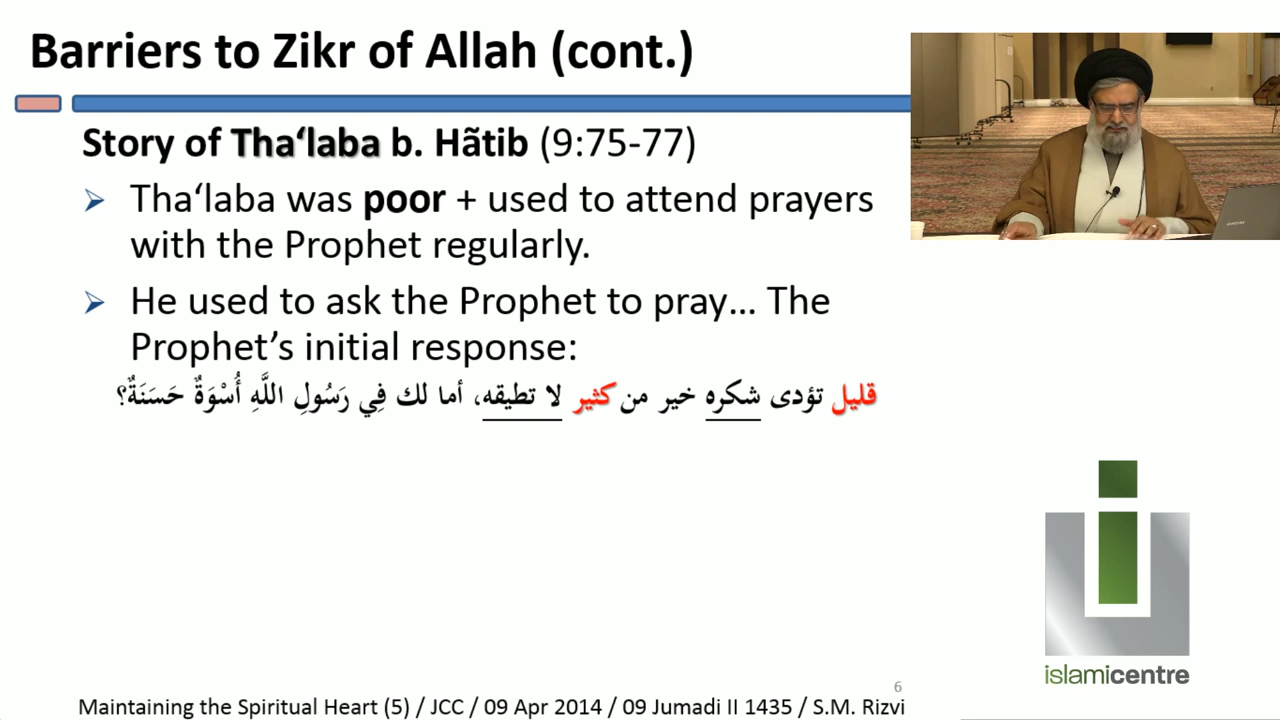 Barriers to Zikr of Allah (cont.)
Story of Tha‘laba b. Hãtib (9:75-77)
Tha‘laba was poor + used to attend prayers
with the Prophet regularly.
He used to ask the Prophet to pray… The
Prophet’s initial response:
قليل تؤدى شكره خير من كثير لا تطيقه، أما لك فِي رَسُولِ اللَّهِ أُسْوَةٌ حَسَنَةٌ؟
islamicentre
6
Maintaining the Spiritual Heart (5) / JCC / 09 Apr 2014 / 09 Jumadi II 1435 / S.M. Rizvi